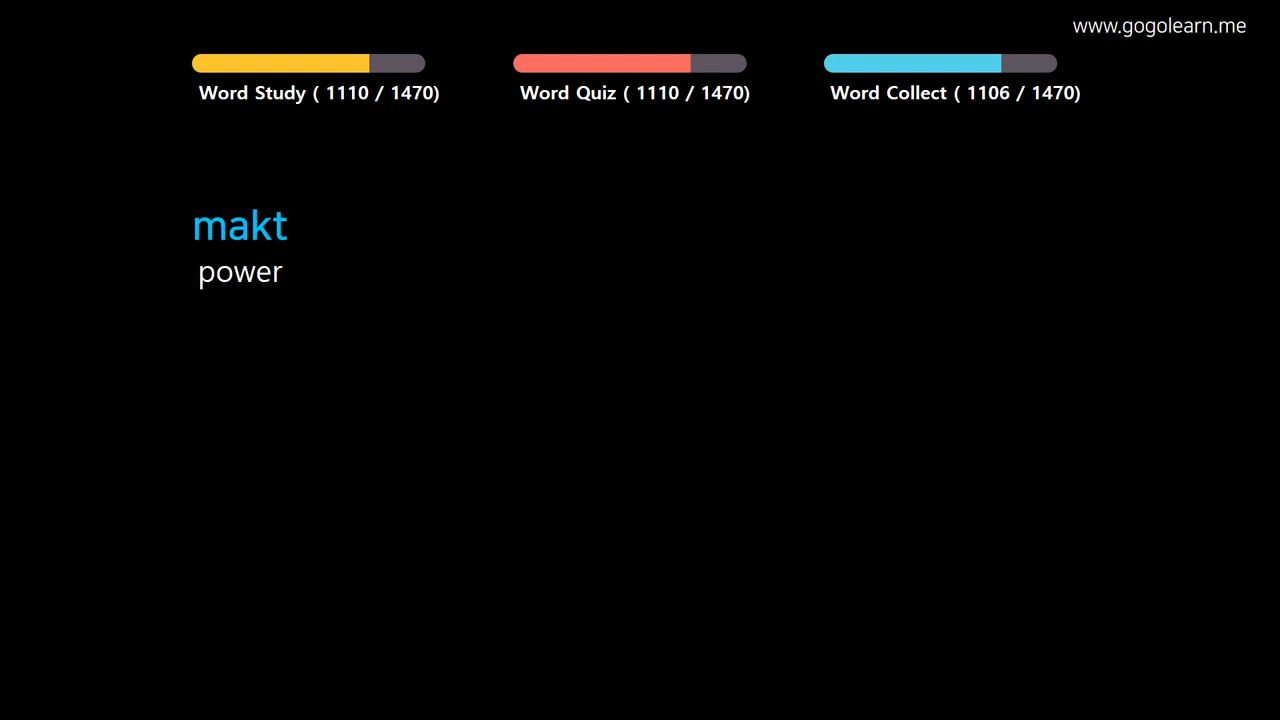 www.gogolearn.me
Word Study ( 1110 / 1470)
Word Quiz ( 1110 / 1470)
Word Collect ( 1106 / 1470)
makt
power